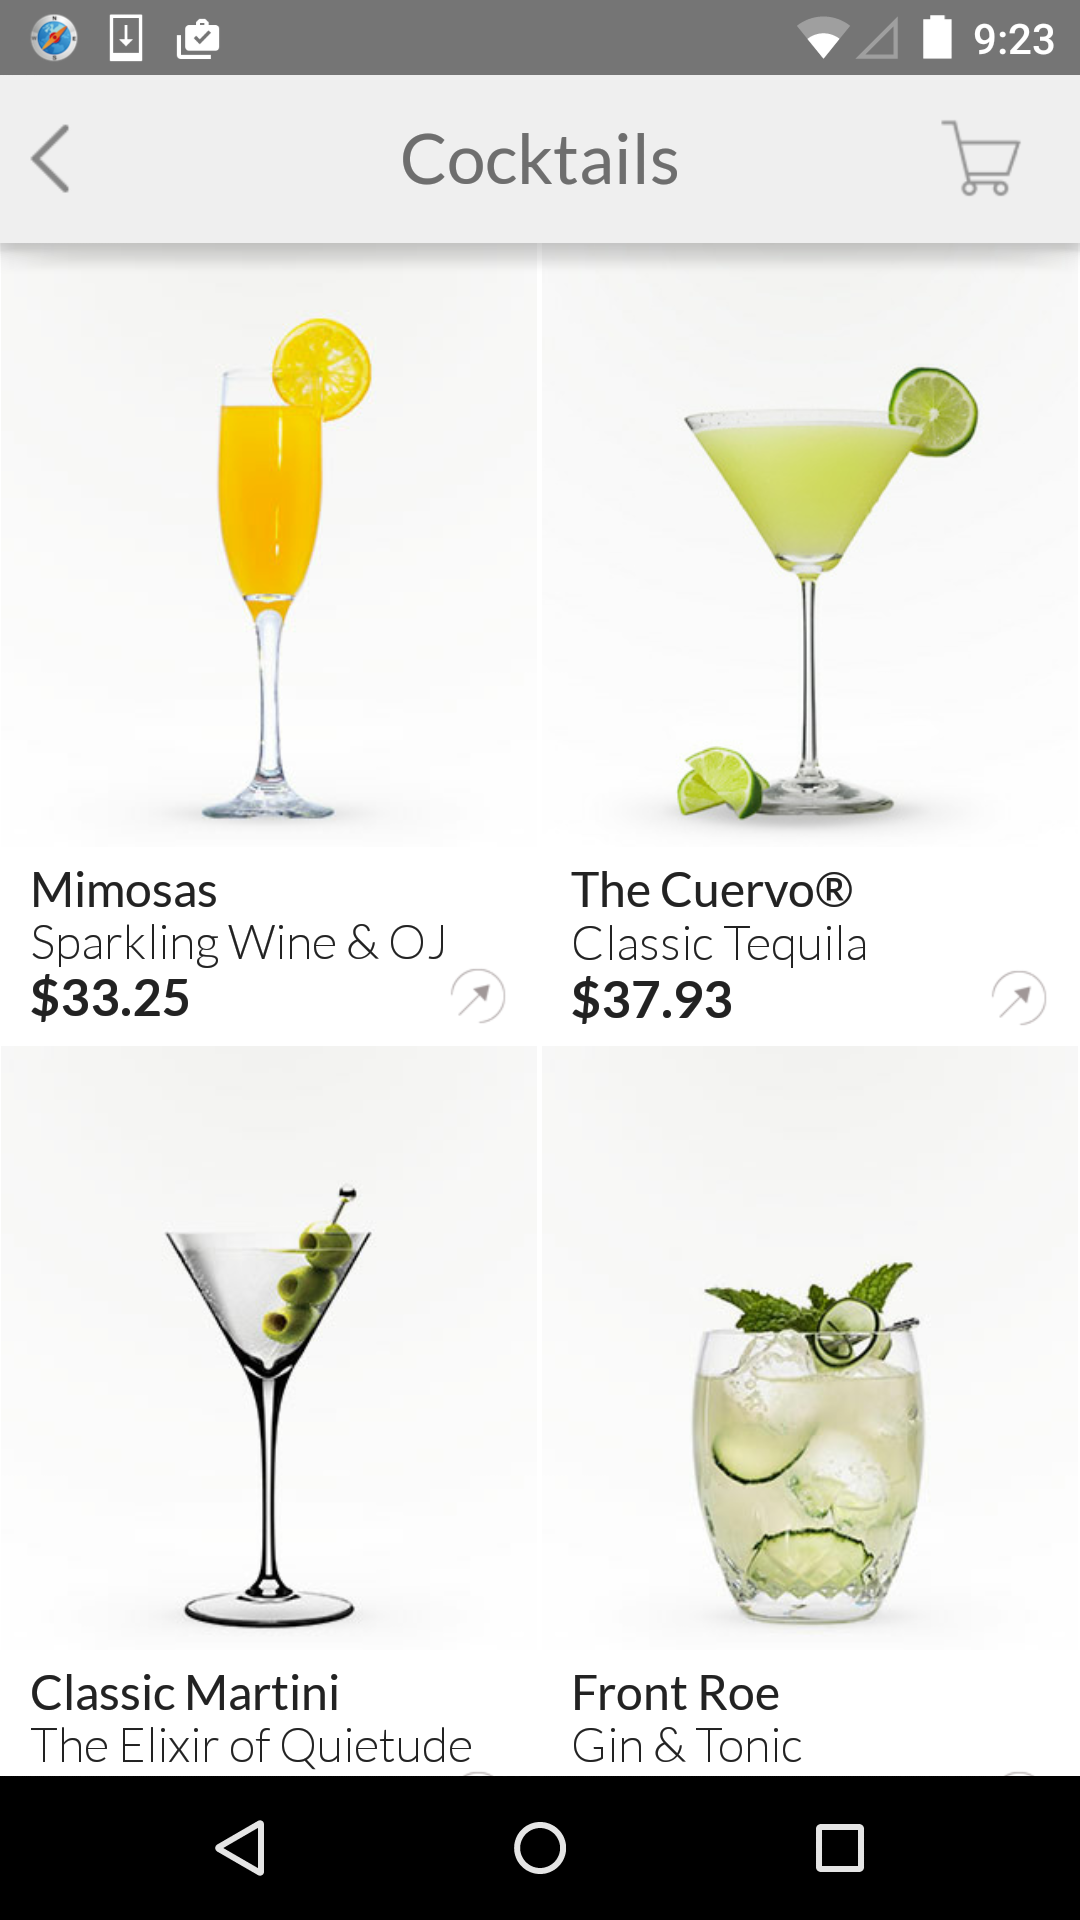 9:23
Cocktails
Mimosas
Sparkling Wine & OJ
$33.25
The Cuervo®
Classic Tequila
$37.93
Classic Martini
The Elixir of Quietude
Front Roe
Gin & Tonic